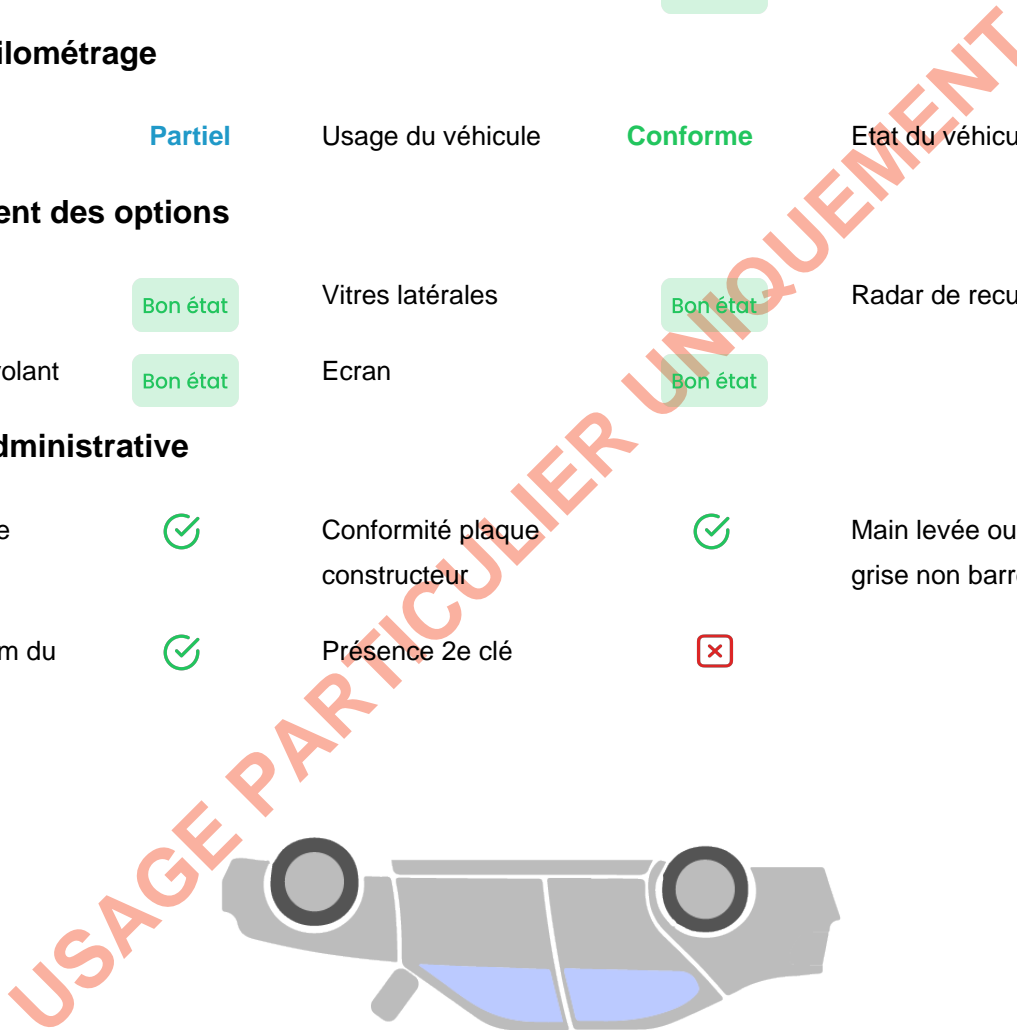 ilométrage
Partiel Usage du véhicule Conforme Etat du véhicu
ent des options
Bon état Vitres latérales Bon état Radar de recu
olant Bon état Ecran Bon état
dministrative
e Conformité plaque Main levée ou
constructeur grise non barr
m du Présence 2e clé
USAGE PARTICULIER UNIQUEMENT